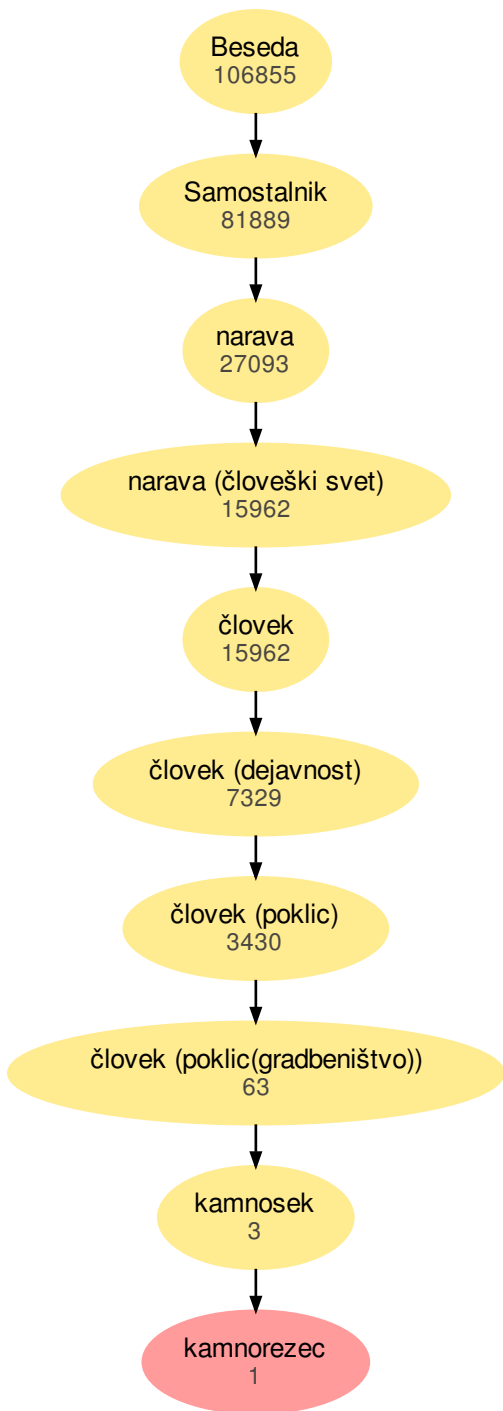 Beseda
106855
Samostalnik
81889
narava
27093
narava (človeški svet)
15962
človek
15962
človek (dejavnost)
7329
človek (poklic)
3430
človek (poklic(gradbeništvo))
63
kamnosek
3
kamnorezec
1